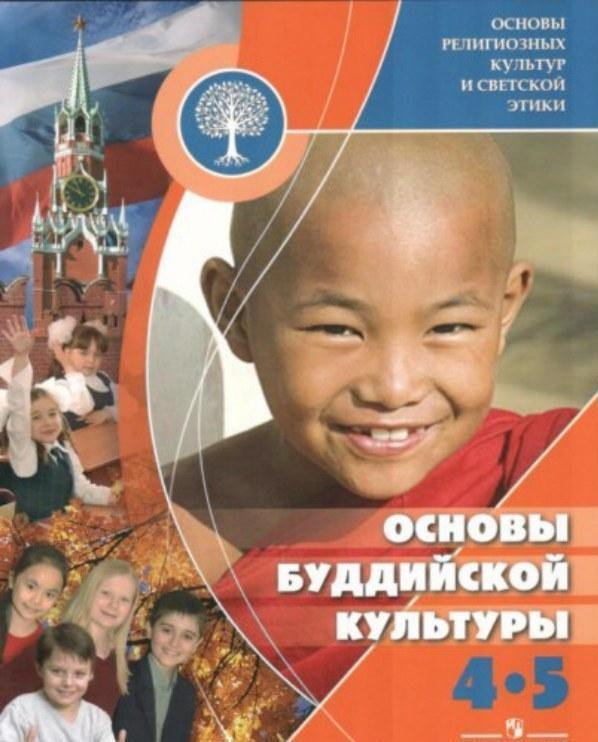 ОСНОВЫ
РЕЛИГИОЗНЫХ
КУЛЬТУР
И СВЕТСКОЙ
ЭТИКИ
ОСНОВЫ
БУДДИЙСКОЙ
КУЛЬТУРЫ
4•5